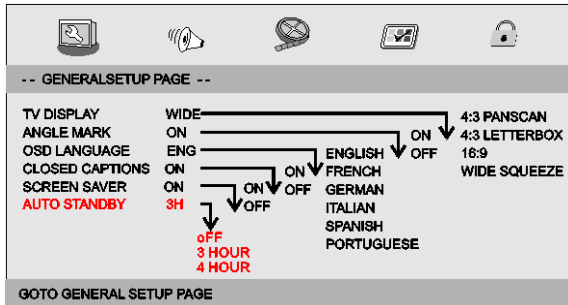 -- GENERALSETUP PAGE --
TV DISPLAY WIDE
ANGLE MARK ON
OSD LANGUAGE ENG
CLOSED CAPTIONS ON
SCREEN SAVER ON
AUTO STANDBY 3H
oFF
3 HOUR
4 HOUR
ON
OFF
ON
OFF
ENGLISH
FRENCH
GERMAN
ITALIAN
SPANISH
PORTUGUESE
ON
OFF
4:3 PANSCAN
4:3 LETTERBOX
16:9
WIDE SQUEEZE
GOTO GENERAL SETUP PAGE